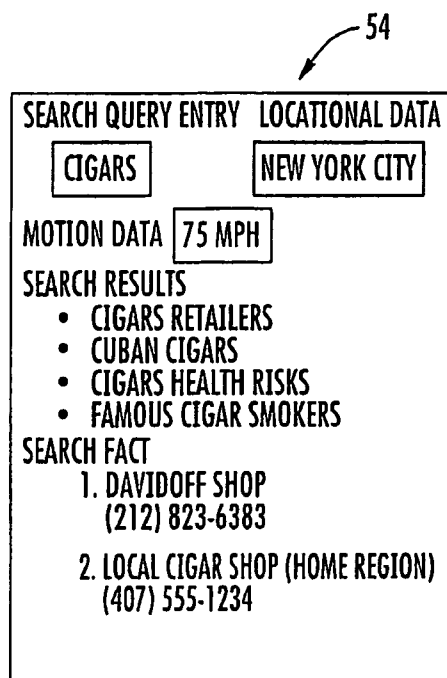 54
SEARCH QUERY ENTRY LOCATIONAL DATA
CIGARS NEW YORK CITY
MOTION DATA 75 MPH
SEARCH RESULTS
• CIGARS RETAILERS
• CUBAN CIGARS
• CIGARS HEALTH RISKS
• FAMOUS CIGAR SMOKERS
SEARCH FACT
1. DAVIDOFF SHOP
(212) 823-6383
2. LOCAL CIGAR SHOP (HOME REGION)
(407) 555-1234